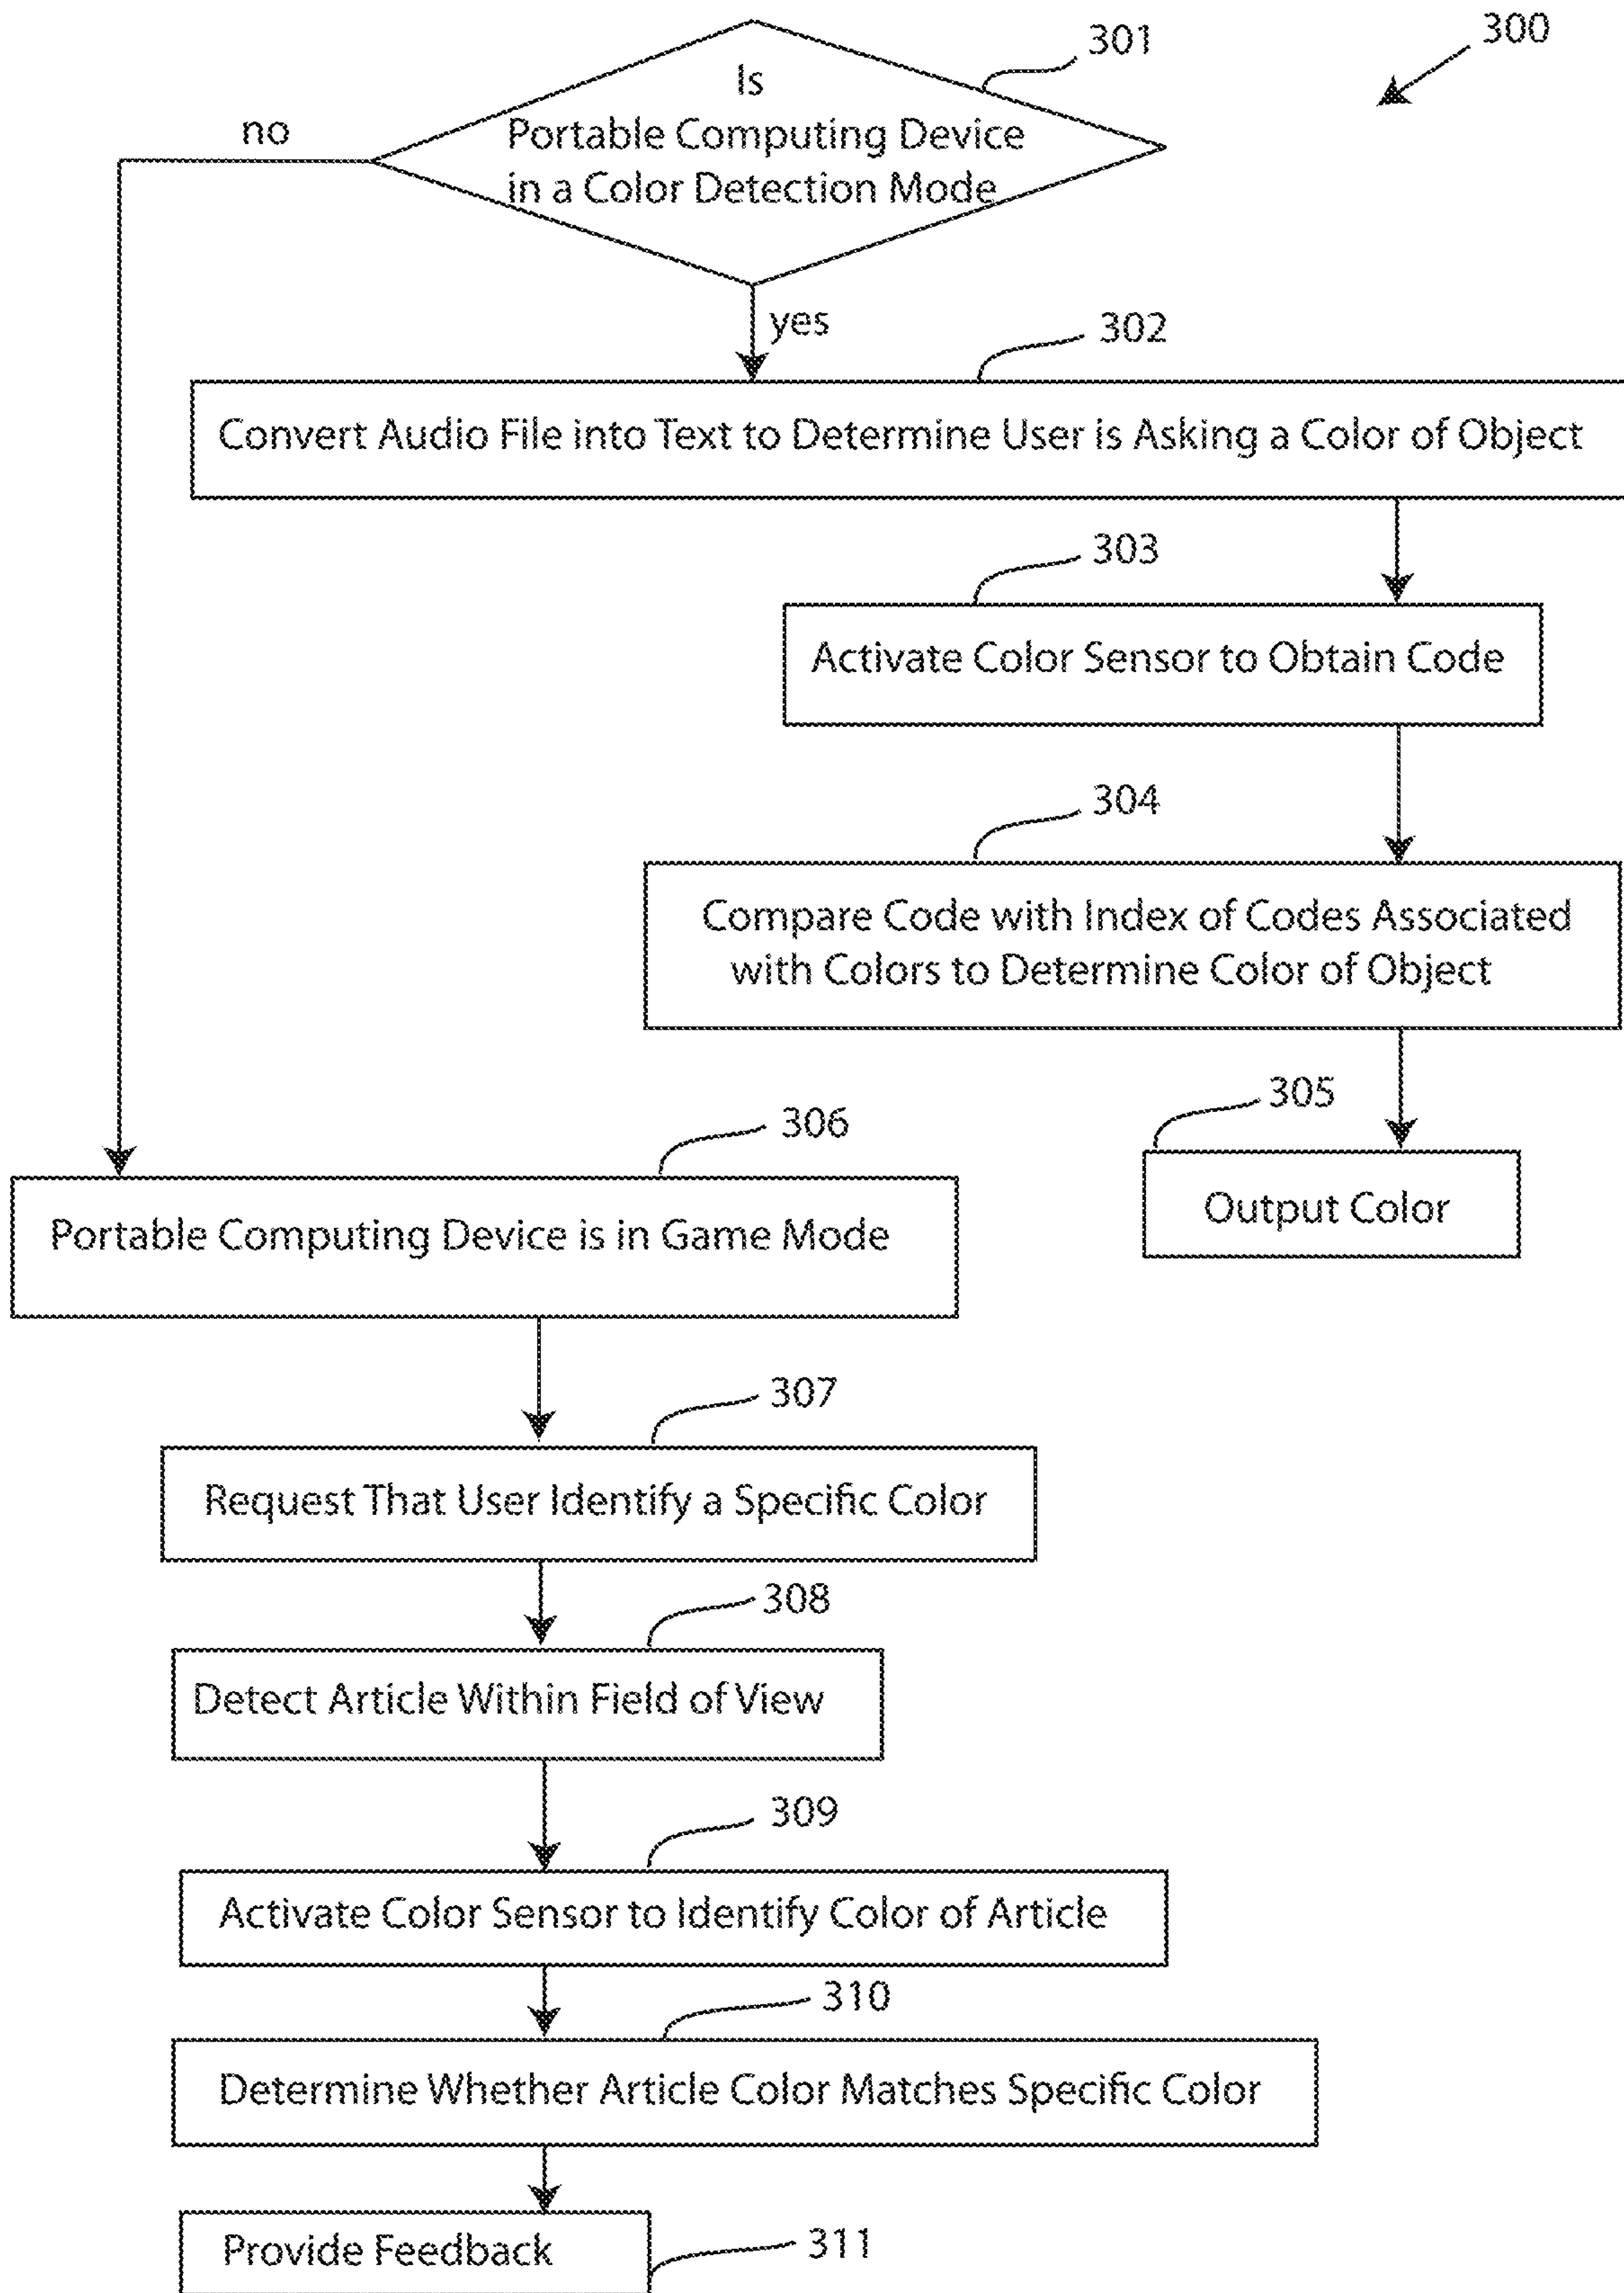 300
301
Is
Portable Computing Device
in a Color Detection Mode
no
yes
302
Convert Audio File into Text to Determine User is Asking a Color of Object
303
Activate Color Sensor to Obtain Code
304
Compare Code with Index of Codes Associated
with Colors to Determine Color of Object
305
Output Color
306
Portable Computing Device is in Game Mode
307
Request That User Identify a Specific Color
308
Detect Article Within Field of View
309
Activate Color Sensor to Identify Color of Article
310
Determine Whether Article Color Matches Specific Color
Provide Feedback
311